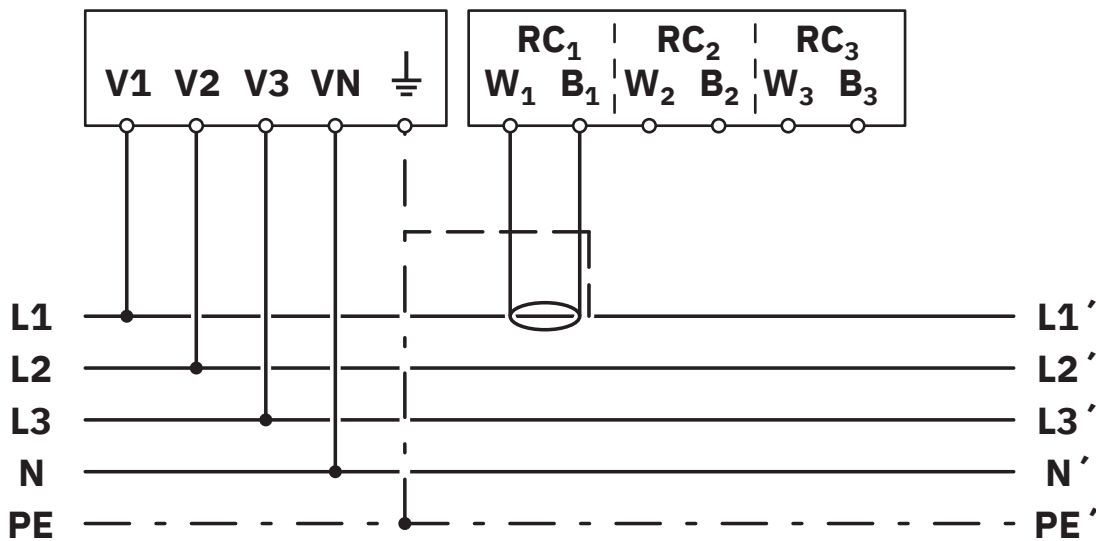 RC₁ RC₂ RC₃
V1 V2 V3 VN W₁ B₁ W₂ B₂ W₃ B₃
L1 L1′
L2 L2′
L3 L3′
N N′
PE PE′